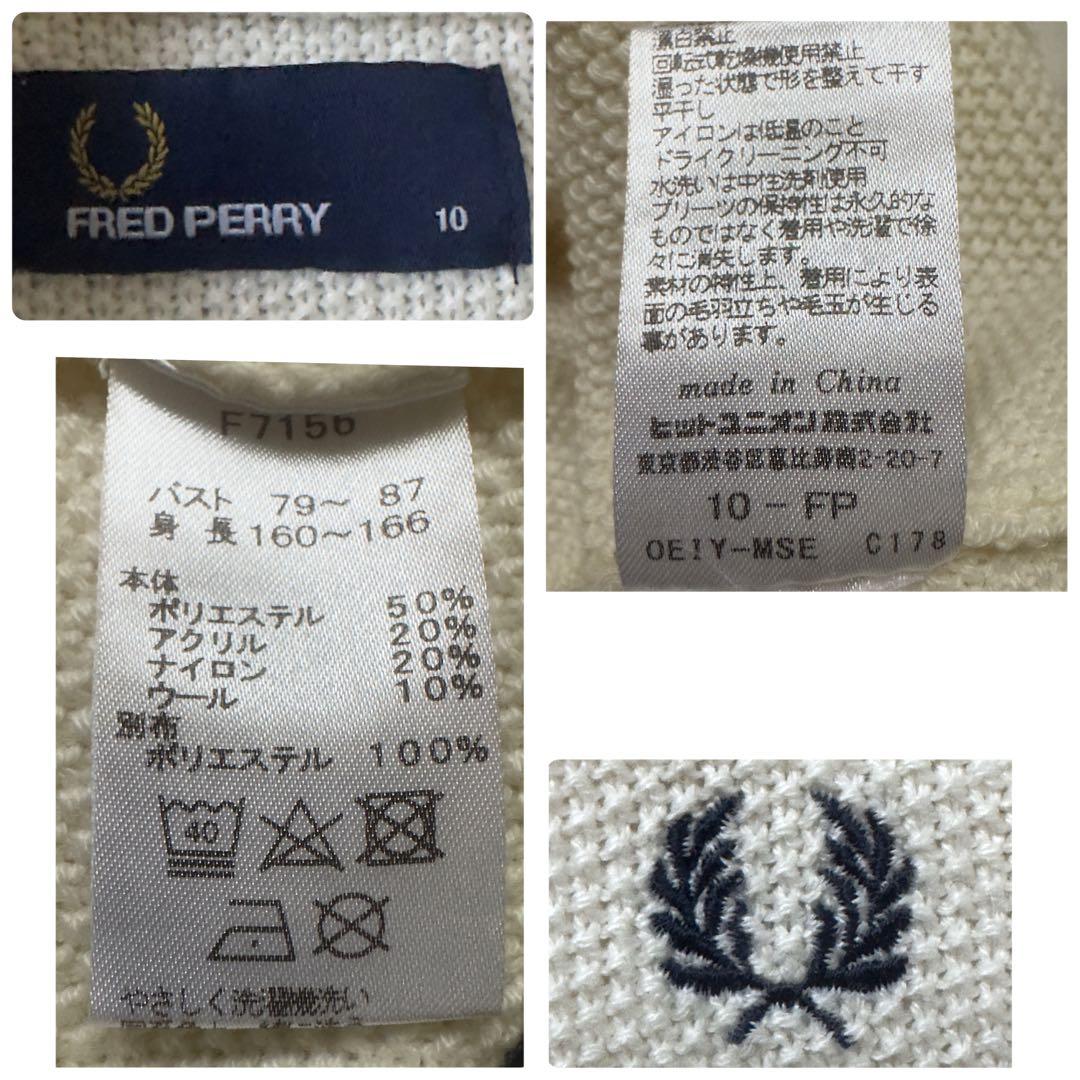 FRED PERRY 10
漂白禁止
回転式乾燥機使用禁止
湿った状態で形を整えて干す
平干し
アイロンは低温のこと
ドライクリーニング不可
水洗いは中性洗剤使用
プリーツの保持性は永久的な
ものではなく着用や洗濯で徐
々に消失します。
素材の特性上、着用により表
面の毛羽立ちや毛玉が生じる
事があります。
made in China
ヒットユニオン株式会社
東京都渋谷区恵比寿南2-20-7
10-FP
OEIY-MSE C178
F7156
バスト 79～ 87
身 長 160～166
本体
ポリエステル 50%
アクリル 20%
ナイロン 20%
ウール 10%
別布
ポリエステル 100%
40
やさしく洗濯機洗い